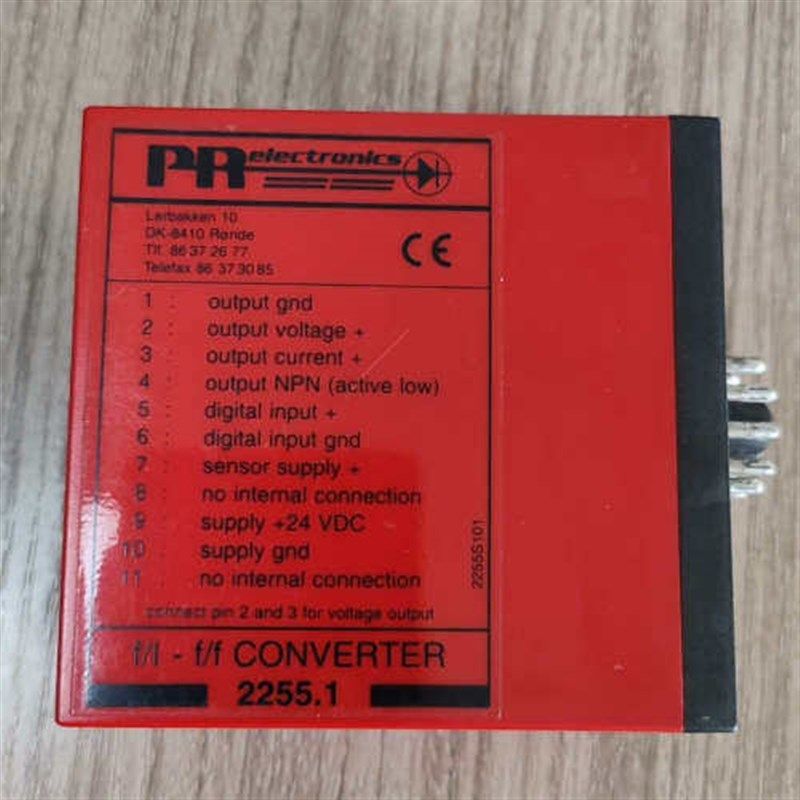 PR electronics
Lerbakken 10
DK-8410 Rønde
Tlf. 86 37 26 77
Telefax 86 37 30 85
CE
1 : output gnd
2 : output voltage +
3 : output current +
4 : output NPN (active low)
5 : digital input +
6 : digital input gnd
7 : sensor supply +
8 : no internal connection
9 : supply +24 VDC
10 : supply gnd
11 : no internal connection
connect pin 2 and 3 for voltage output
2255S101
f/I - f/f CONVERTER
2255.1